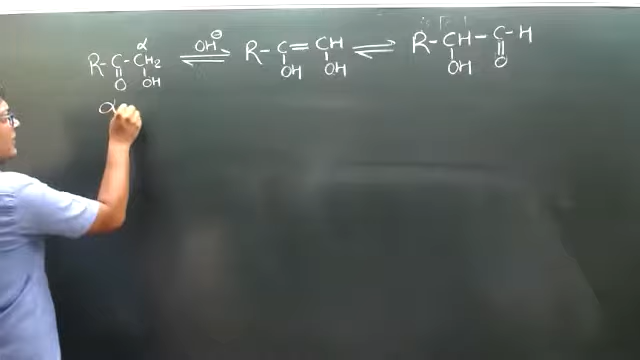 R-C-CH2 ⇌ OH⊖ R-C=CH ⇌ R-CH-C-H
α
O OH OH OH OH O
α